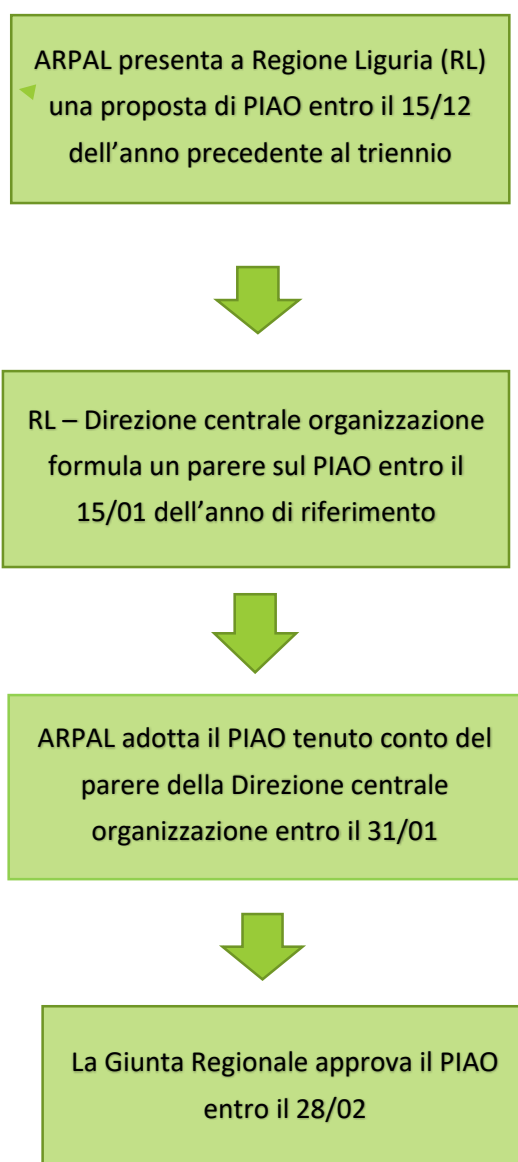 ARPAL presenta a Regione Liguria (RL)
una proposta di PIAO entro il 15/12
dell’anno precedente al triennio
RL – Direzione centrale organizzazione
formula un parere sul PIAO entro il
15/01 dell’anno di riferimento
ARPAL adotta il PIAO tenuto conto del
parere della Direzione centrale
organizzazione entro il 31/01
La Giunta Regionale approva il PIAO
entro il 28/02